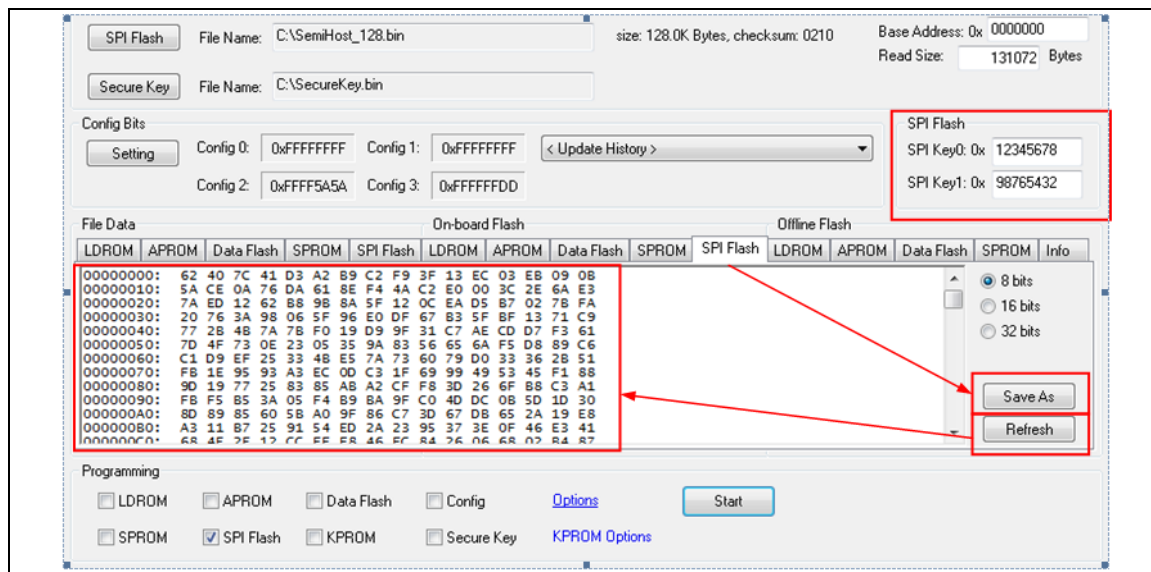 SPI Flash File Name: C:\SemiHost_128.bin size: 128.0K Bytes, checksum: 0210 Base Address: 0x 0000000
Read Size: 131072 Bytes
Secure Key File Name: C:\SecureKey.bin
Config Bits SPI Flash
Setting Config 0: 0xFFFFFFFF Config 1: 0xFFFFFFFF < Update History > SPI Key0: 0x 12345678
Config 2: 0xFFFF5A5A Config 3: 0xFFFFFFDD SPI Key1: 0x 98765432
File Data On-board Flash Offline Flash
LDROM APROM Data Flash SPROM SPI Flash LDROM APROM Data Flash SPROM SPI Flash LDROM APROM Data Flash SPROM Info
00000000: 62 40 7C 41 D3 A2 B9 C2 F9 3F 13 EC 03 EB 09 0B
00000010: 5A CE 0A 76 DA 61 8E F4 4A C2 E0 00 3C 2E 6A E3 8 bits
00000020: 7A ED 12 62 B8 9B 8A 5F 12 0C EA D5 B7 02 7B FA
00000030: 20 76 3A 98 06 5F 96 E0 DF 67 B3 5F BF 13 71 C9 16 bits
00000040: 77 2B 4B 7A 7B F0 19 D9 9F 31 C7 AE CD D7 F3 61
00000050: 7D 4F 73 0E 23 05 35 9A 83 56 65 6A F5 D8 89 C6 32 bits
00000060: C1 D9 EF 25 33 4B E5 7A 73 60 79 D0 33 36 2B 51
00000070: FB 1E 95 93 A3 EC 0D C3 1F 69 99 49 53 45 F1 88
00000080: 9D 19 77 25 83 85 AB A2 CF F8 3D 26 6F B8 C3 A1
00000090: FB F5 B5 3A 05 F4 B9 BA 9F C0 4D DC 0B 5D 1D 30 Save As
000000A0: 8D 89 85 60 5B A0 9F 86 C7 3D 67 DB 65 2A 19 E8
000000B0: A3 11 B7 25 91 54 ED 2A 23 95 37 3E 0F 46 E3 41 Refresh
Programming
LDROM APROM Data Flash Config Options Start
SPROM SPI Flash KPROM Secure Key KPROM Options